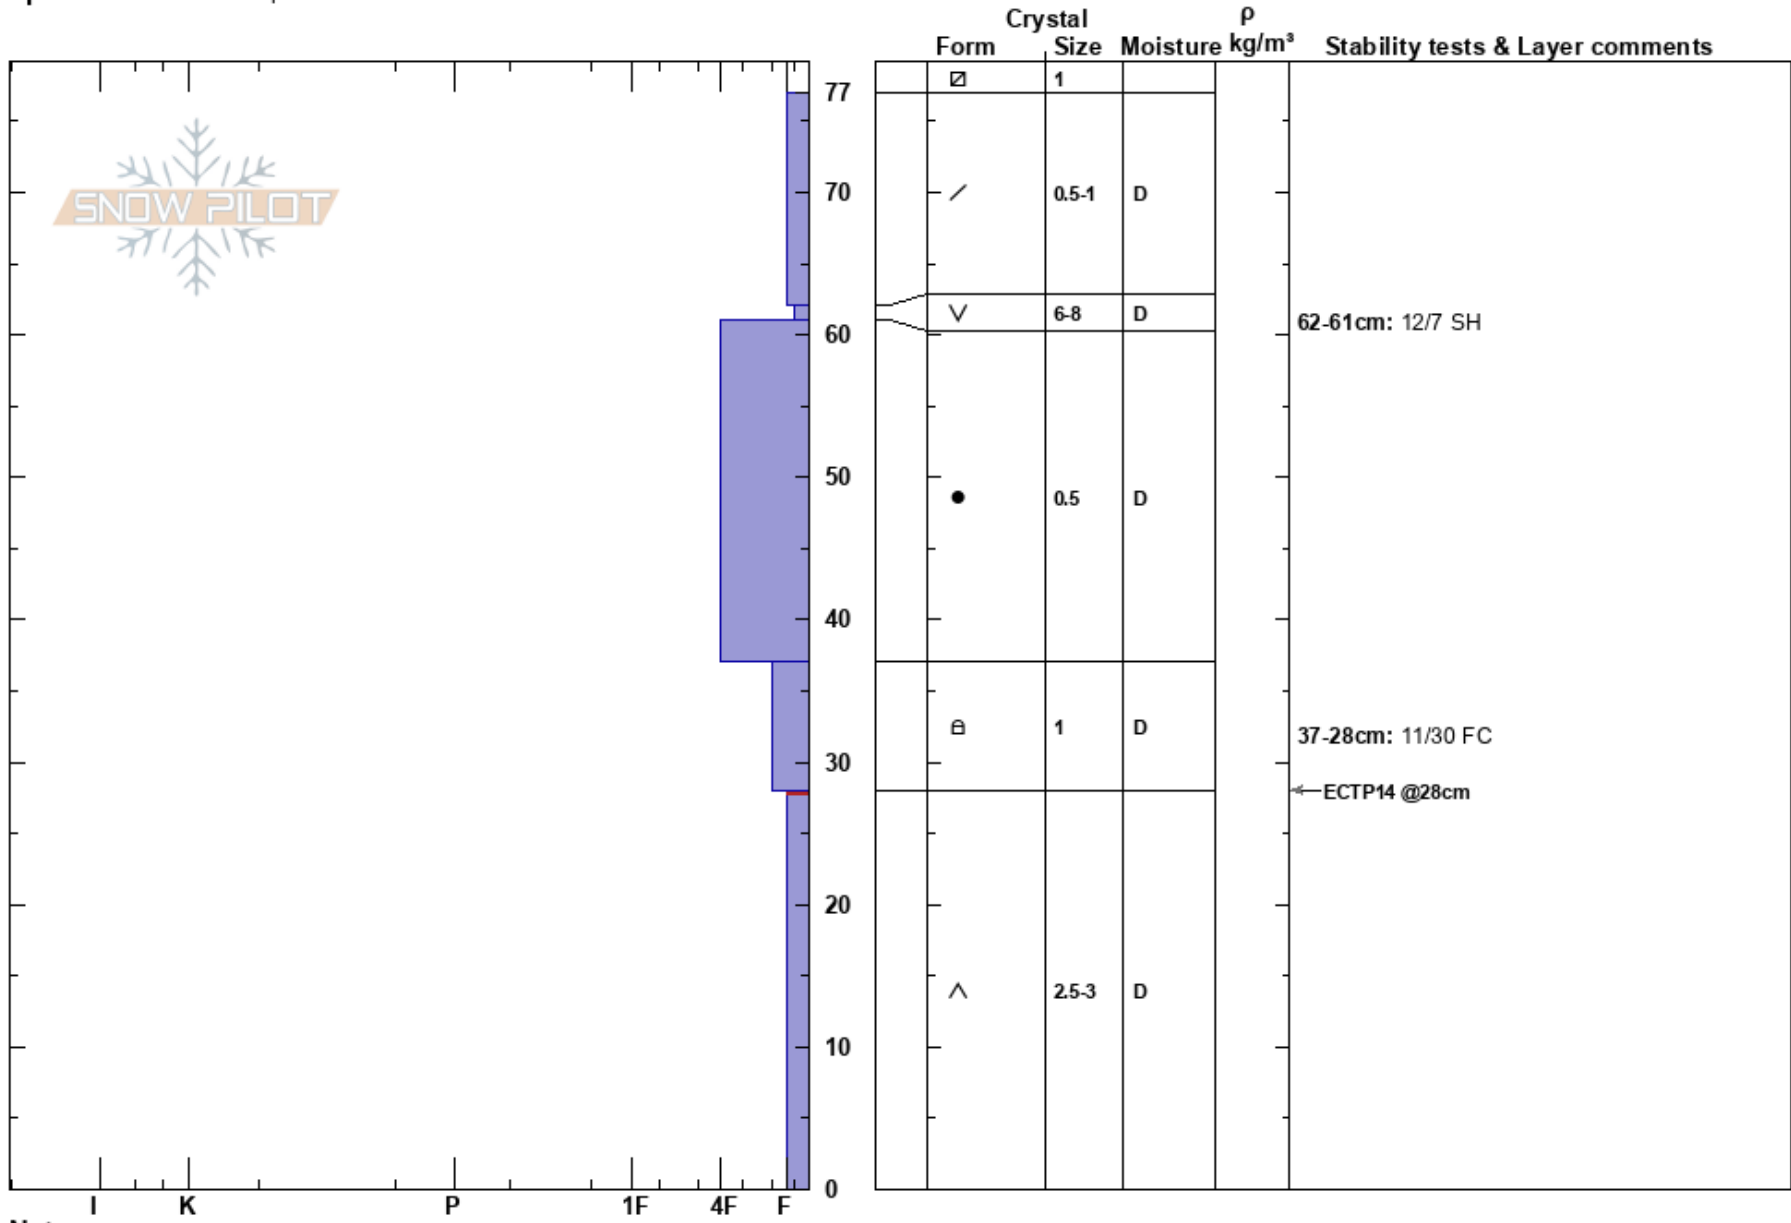 Crystal ρ
Form Size Moisture kg/m³ Stability tests & Layer comments
1
77
SNOW PILOT
70 0.5-1 D
6-8 D
62-61cm: 12/7 SH
60
50
0.5 D
40
1 D
37-28cm: 11/30 FC
30
ECTP14 @28cm
20
2.5-3 D
10
0
I K P 1F 4F F